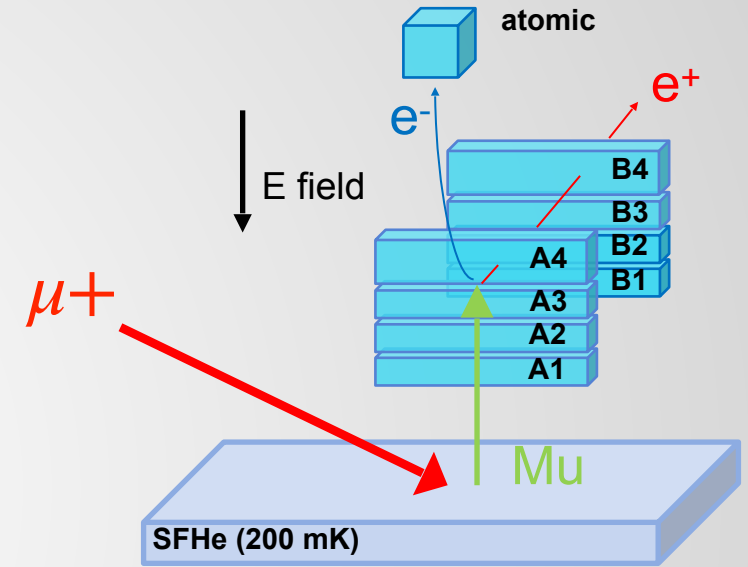 atomic
e+
e-
E field
B4
B3
B2
B1
A4
A3
A2
A1
μ+
Mu
SFHe (200 mK)